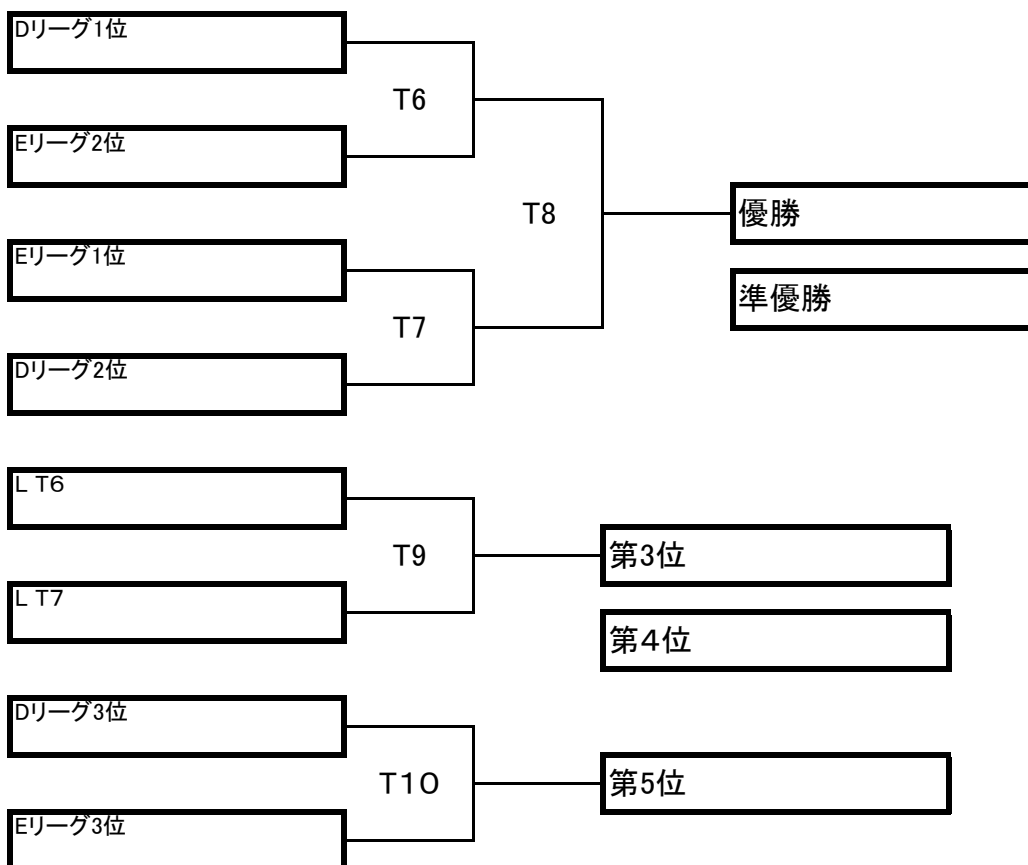 Dリーグ1位
T6
Eリーグ2位
T8
優勝
Eリーグ1位
準優勝
T7
Dリーグ2位
L T6
T9
第3位
L T7
第4位
Dリーグ3位
T10
第5位
Eリーグ3位